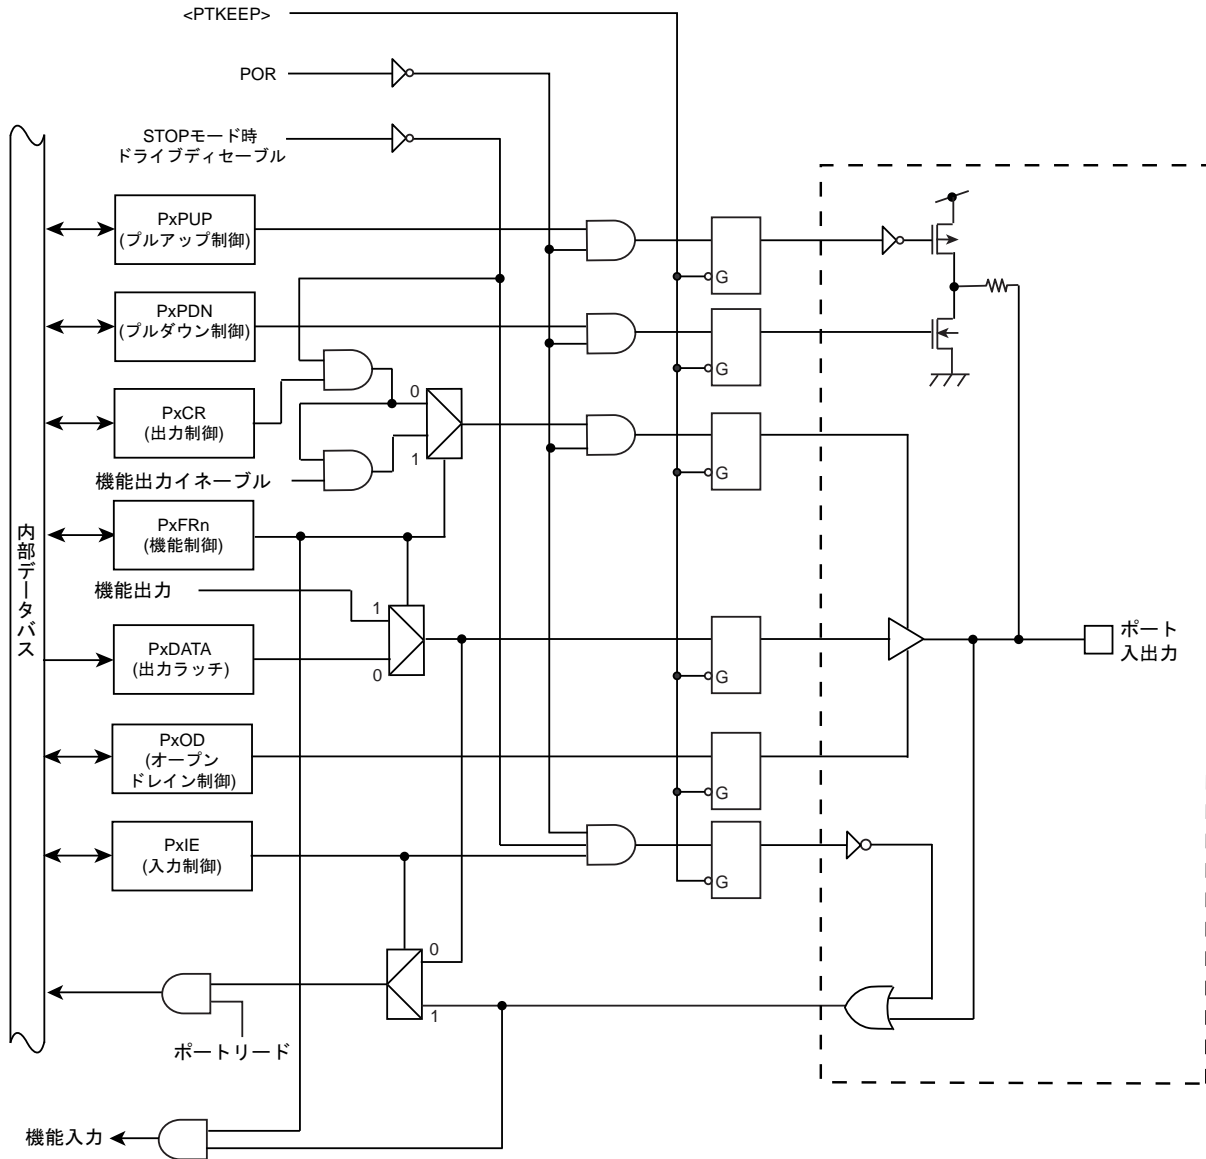 <PTKEEP>
POR
STOPモード時
ドライブディセーブル
PxPUP
(プルアップ制御)
G
PxPDN
(プルダウン制御)
G
PxCR
(出力制御)
0
1
G
機能出力イネーブル
PxFRn
(機能制御)
内部データバス
機能出力
1
0
PxDATA
(出力ラッチ)
G
ポート
入出力
PxOD
(オープン
ドレイン制御)
G
PxIE
(入力制御)
G
0
1
ポートリード
機能入力